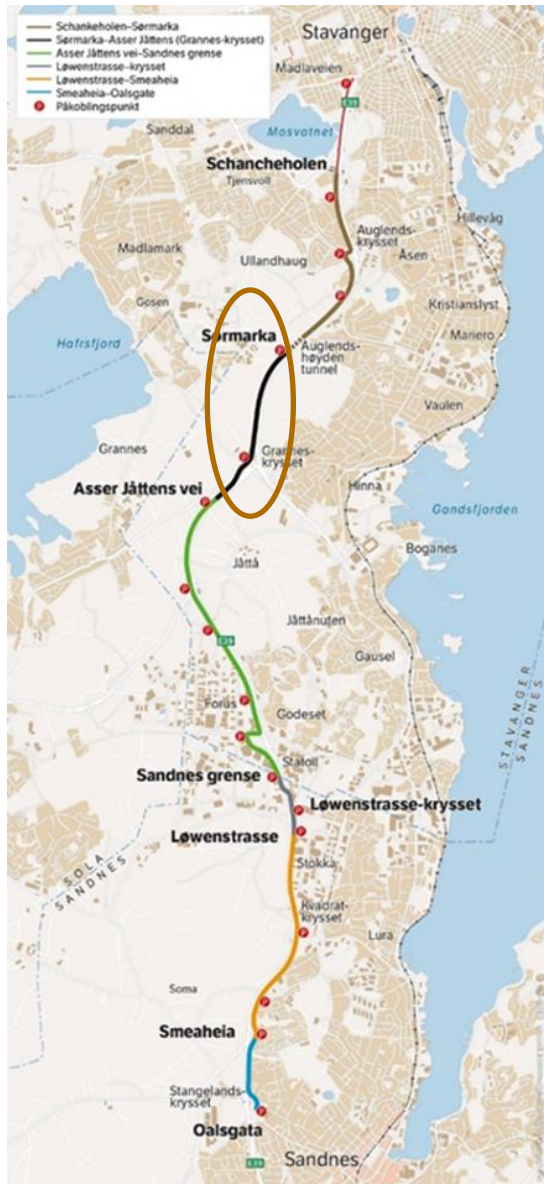 Schankeholen–Sørmarka
Sørmarka–Asser Jåttens (Grannes-krysset)
Asser Jåttens vei–Sandnes grense
Løwenstrasse–krysset
Løwenstrasse–Smeaheia
Smeaheia–Oalsgate
P Påkoblingspunkt
Stavanger
Madlaveien
P
E39
Sanddal
Mosvatnet
Schancheholen
Tjensvoll
P
Hillevåg
Auglends-
krysset
Madlamark
Ullandhaug
P
Åsen
Gosen
P
Kristianslyst
Sørmarka
Hafrsfjord
P
Auglends-
høyden
tunnel
Mariero
Vaulen
Grannes
P
Grannes-
krysset
Asser Jåttens vei
P
Hinna
Gandsfjorden
Boganes
Jåttå
P
Jåttånuten
P
E39
Gausel
STAVANGER
SANDNES
Forus
P
Godeset
P
Statoil
Sandnes grense
P
Løwenstrasse-krysset
P
Løwenstrasse
P
SOLA
SANDNES
Stokka
Kvadrat-
krysset
P
Lura
Soma
P
Smeaheia
P
Stangelands-
krysset
P
Oalsgata
E39
Sandnes